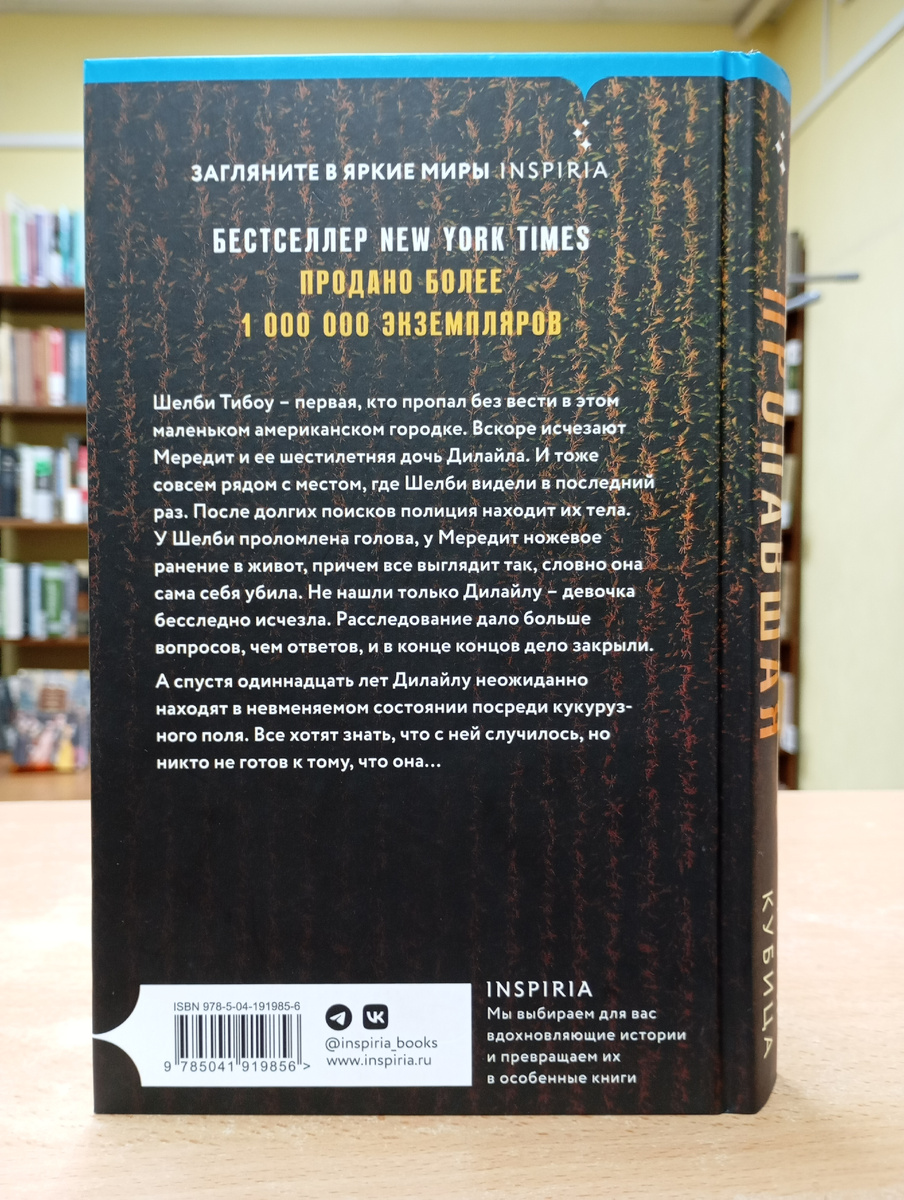 ЗАГЛЯНИТЕ В ЯРКИЕ МИРЫ INSPIRIA
БЕСТСЕЛЛЕР NEW YORK TIMES
ПРОДАНО БОЛЕЕ
1 000 000 ЭКЗЕМПЛЯРОВ
Шелби Тибоу – первая, кто пропал без вести в этом
маленьком американском городке. Вскоре исчезают
Мередит и ее шестилетняя дочь Дилайла. И тоже
совсем рядом с местом, где Шелби видели в последний
раз. После долгих поисков полиция находит их тела.
У Шелби проломлена голова, у Мередит ножевое
ранение в живот, причем все выглядит так, словно она
сама себя убила. Не нашли только Дилайлу – девочка
бесследно исчезла. Расследование дало больше
вопросов, чем ответов, и в конце концов дело закрыли.
А спустя одиннадцать лет Дилайлу неожиданно
находят в невменяемом состоянии посреди кукуруз-
ного поля. Все хотят знать, что с ней случилось, но
никто не готов к тому, что она...
ISBN 978-5-04-191985-6
9 785041 919856 >
@inspiria_books
www.inspiria.ru
INSPIRIA
Мы выбираем для вас
вдохновляющие истории
и превращаем их
в особенные книги
ПРОПАВШАЯ
КУБИЦА